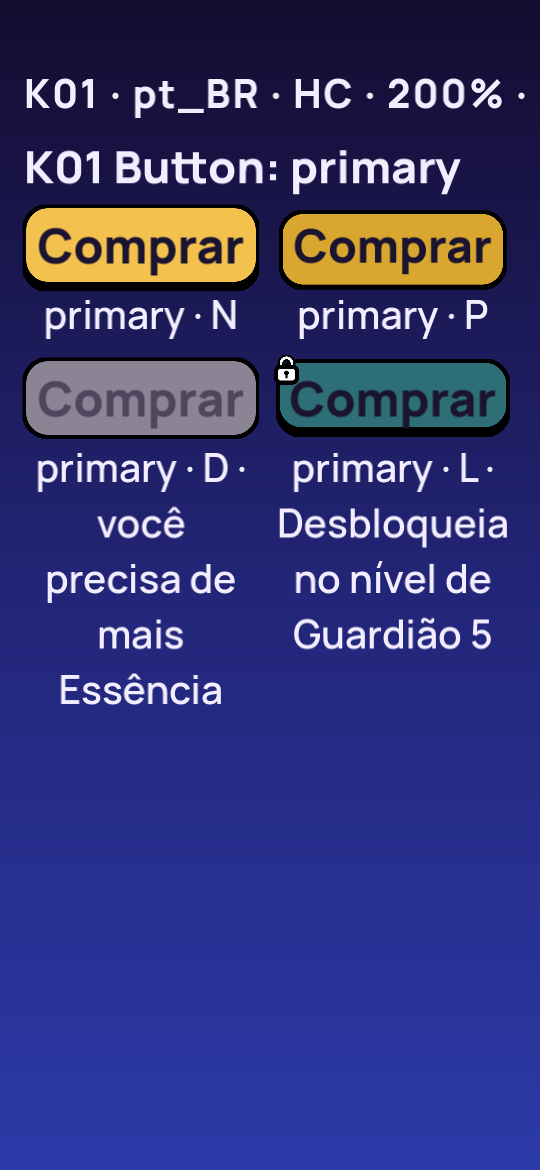 K01 · pt_BR · HC · 200% ·
K01 Button: primary
Comprar
Comprar
primary · N
primary · P
Comprar
Comprar
primary · D ·
você
precisa de
mais
Essência
primary · L ·
Desbloqueia
no nível de
Guardião 5